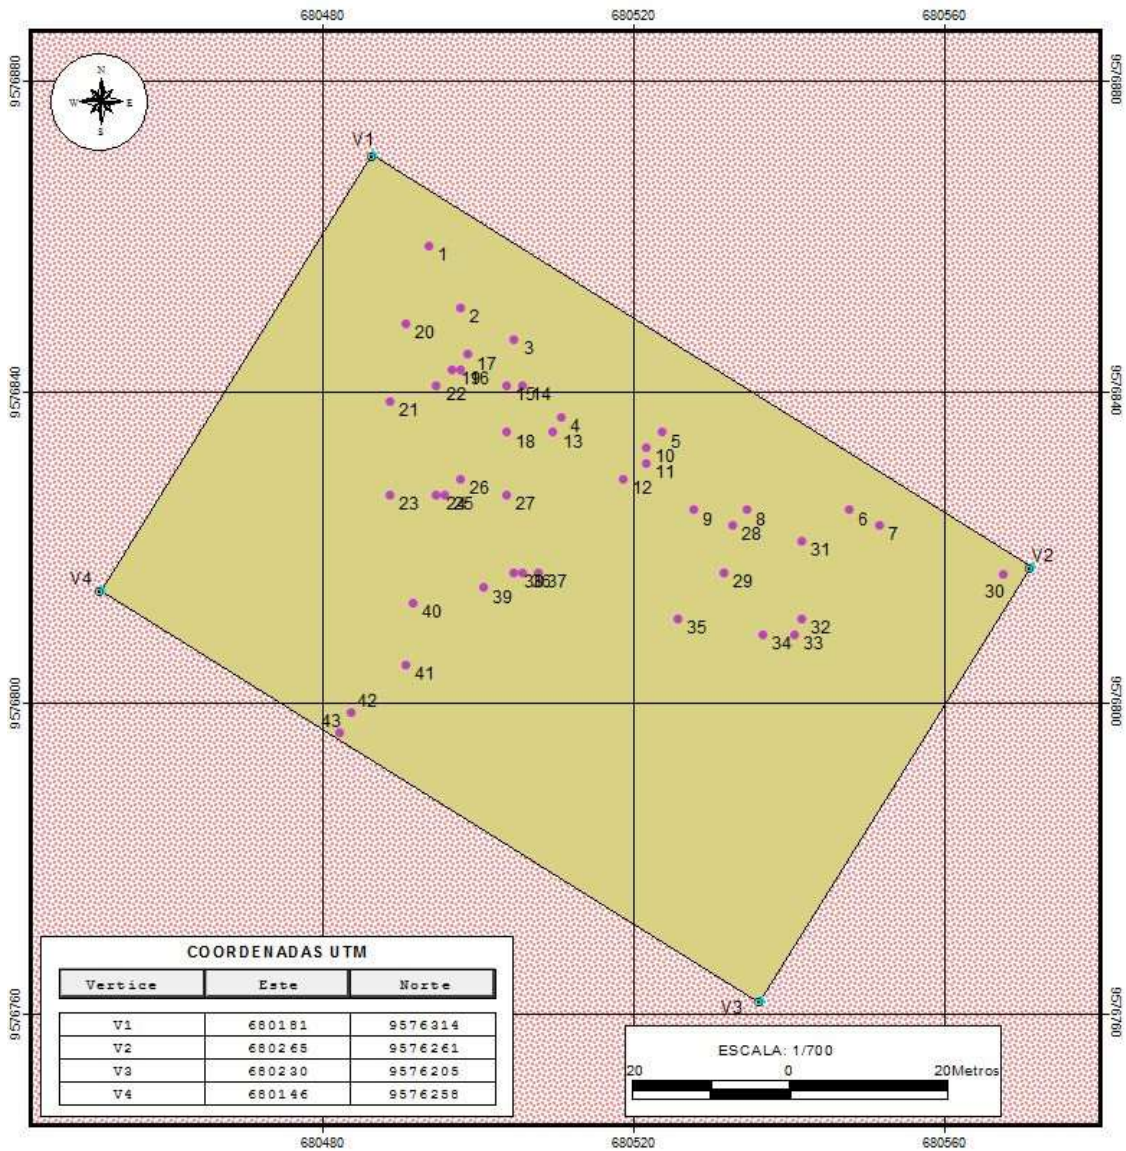 680480 680520 680560
9576880 9576880
N
W E
S
V1
1
2
20
3
17
19 16
22 15 14
9576840 9576840
21
4
18 13 5
10
11
26 12
23 24 25 27
9 8 6
28 7
31
V2
38 36 37 29 30
V4
39
40
35 32
34 33
41
9576800 9576800
42
43
V3
9576760 9576760
COORDENADAS UTM
Vertice Este Norte
V1 680181 9576314
V2 680265 9576261
V3 680230 9576205
V4 680146 9576258
ESCALA: 1/700
20 0 20Metros
680480 680520 680560